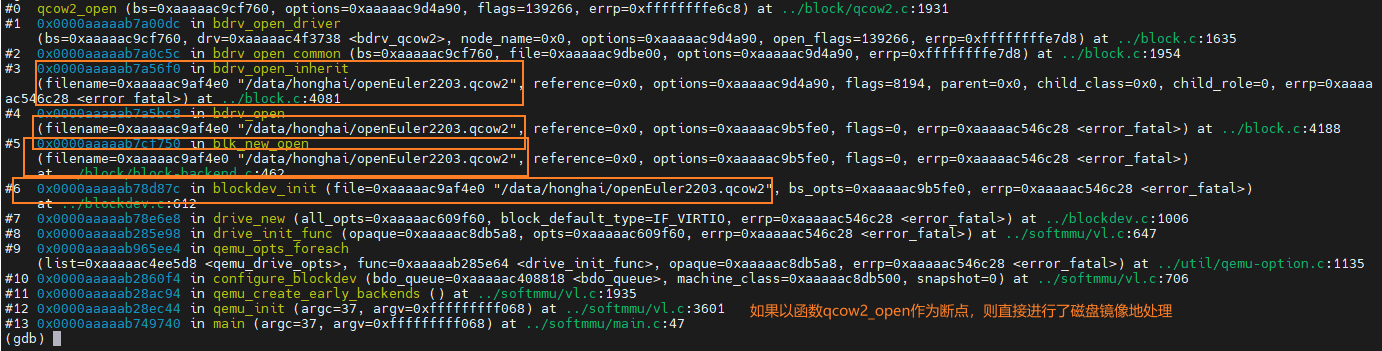 #0  qcow2_open (bs=0xaaaaac9cf760, options=0xaaaaac9d4a90, flags=139266, errp=0xffffffffe6c8) at ../block/qcow2.c:1931
#1  0x0000aaaaab7a00dc in bdrv_open_driver
    (bs=0xaaaaac9cf760, drv=0xaaaaac4f3738 <bdrv_qcow2>, node_name=0x0, options=0xaaaaac9d4a90, open_flags=139266, errp=0xffffffffe7d8) at ../block.c:1635
#2  0x0000aaaaab7a0c5c in bdrv_open_common (bs=0xaaaaac9cf760, file=0xaaaaac9dbe00, options=0xaaaaac9d4a90, errp=0xffffffffe7d8) at ../block.c:1954
#3  0x0000aaaaab7a56f0 in bdrv_open_inherit
    (filename=0xaaaaac9af4e0 "/data/honghai/openEuler2203.qcow2", reference=0x0, options=0xaaaaac9d4a90, flags=8194, parent=0x0, child_class=0x0, child_role=0, errp=0xaaaa
ac546c28 <error_fatal>) at ../block.c:4081
#4  0x0000aaaaab7a5bc8 in bdrv_open
    (filename=0xaaaaac9af4e0 "/data/honghai/openEuler2203.qcow2", reference=0x0, options=0xaaaaac9b5fe0, flags=0, errp=0xaaaaac546c28 <error_fatal>) at ../block.c:4188
#5  0x0000aaaaab7cf750 in blk_new_open
    (filename=0xaaaaac9af4e0 "/data/honghai/openEuler2203.qcow2", reference=0x0, options=0xaaaaac9b5fe0, flags=0, errp=0xaaaaac546c28 <error_fatal>)
    at ../block/block-backend.c:462
#6  0x0000aaaaab78d87c in blockdev_init (file=0xaaaaac9af4e0 "/data/honghai/openEuler2203.qcow2", bs_opts=0xaaaaac9b5fe0, errp=0xaaaaac546c28 <error_fatal>)
    at ../blockdev.c:612
#7  0x0000aaaaab78e6e8 in drive_new (all_opts=0xaaaaac609f60, block_default_type=IF_VIRTIO, errp=0xaaaaac546c28 <error_fatal>) at ../blockdev.c:1006
#8  0x0000aaaaab285e98 in drive_init_func (opaque=0xaaaaac8db5a8, opts=0xaaaaac609f60, errp=0xaaaaac546c28 <error_fatal>) at ../softmmu/vl.c:647
#9  0x0000aaaaab965ee4 in qemu_opts_foreach
    (list=0xaaaaac4ee5d8 <qemu_drive_opts>, func=0xaaaaab285e64 <drive_init_func>, opaque=0xaaaaac8db5a8, errp=0xaaaaac546c28 <error_fatal>) at ../util/qemu-option.c:1135
#10 0x0000aaaaab2860f4 in configure_blockdev (bdo_queue=0xaaaaac408818 <bdo_queue>, machine_class=0xaaaaac8db500, snapshot=0) at ../softmmu/vl.c:706
#11 0x0000aaaaab28ac94 in qemu_create_early_backends () at ../softmmu/vl.c:1935
#12 0x0000aaaaab28ec44 in qemu_init (argc=37, argv=0xfffffffff068) at ../softmmu/vl.c:3601
如果以函数qcow2_open作为断点，则直接进行了磁盘镜像地处理
#13 0x0000aaaaab749740 in main (argc=37, argv=0xfffffffff068) at ../softmmu/main.c:47
(gdb)